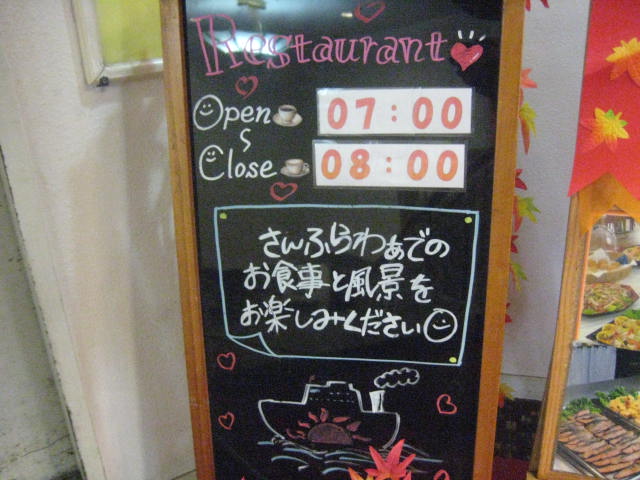 Restaurant
Open 07:00
~
Close 08:00
さんふらわぁでの
お食事と風景を
お楽しみください